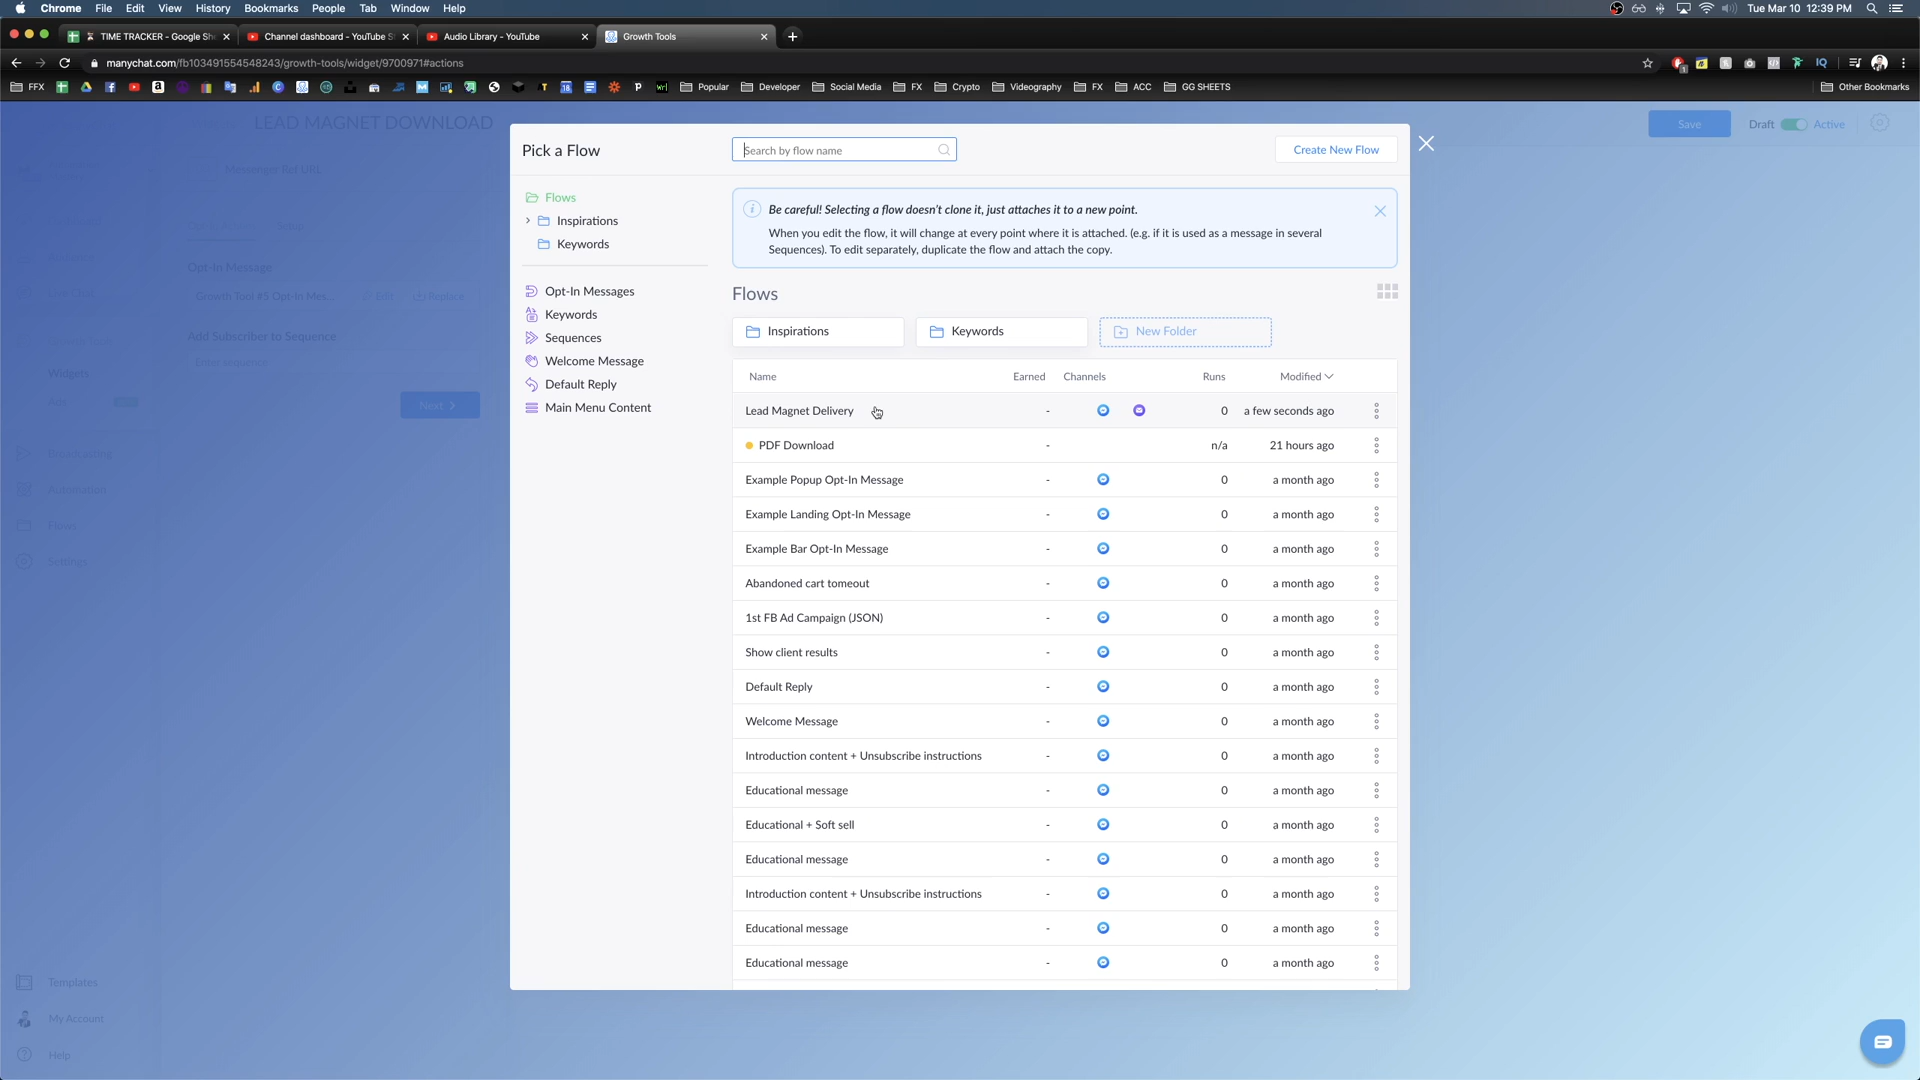 Chrome File Edit View History Bookmarks People Tab Window Help
Tue Mar 10 12:39 PM
TIME TRACKER - Google Sh
Channel dashboard - YouTube S
Audio Library - YouTube
Growth Tools
manychat.com/fb103491554548243/growth-tools/widget/9700971#actions
FFX
Popular
Developer
Social Media
FX
Crypto
Videography
FX
ACC
GG SHEETS
Other Bookmarks
LEAD MAGNET DOWNLOAD
Save
Draft
Active
Messenger Ref URL
Setup
Opt-In Message
Growth Tool #5 Opt-In Mes...
Edit
Replace
Add Subscriber to Sequence
Enter sequence
Widgets
Ads
Next
Broadcasting
Automation
Flows
Settings
Templates
My Account
Help
Pick a Flow
Search by flow name
Create New Flow
Flows
Inspirations
Keywords
Opt-In Messages
Keywords
Sequences
Welcome Message
Default Reply
Main Menu Content
Be careful! Selecting a flow doesn't clone it, just attaches it to a new point.
When you edit the flow, it will change at every point where it is attached. (e.g. if it is used as a message in several
Sequences). To edit separately, duplicate the flow and attach the copy.
Flows
Inspirations
Keywords
New Folder
Name Earned Channels Runs Modified
Lead Magnet Delivery - 0 a few seconds ago
PDF Download - n/a 21 hours ago
Example Popup Opt-In Message - 0 a month ago
Example Landing Opt-In Message - 0 a month ago
Example Bar Opt-In Message - 0 a month ago
Abandoned cart tomeout - 0 a month ago
1st FB Ad Campaign (JSON) - 0 a month ago
Show client results - 0 a month ago
Default Reply - 0 a month ago
Welcome Message - 0 a month ago
Introduction content + Unsubscribe instructions - 0 a month ago
Educational message - 0 a month ago
Educational + Soft sell - 0 a month ago
Educational message - 0 a month ago
Introduction content + Unsubscribe instructions - 0 a month ago
Educational message - 0 a month ago
Educational message - 0 a month ago